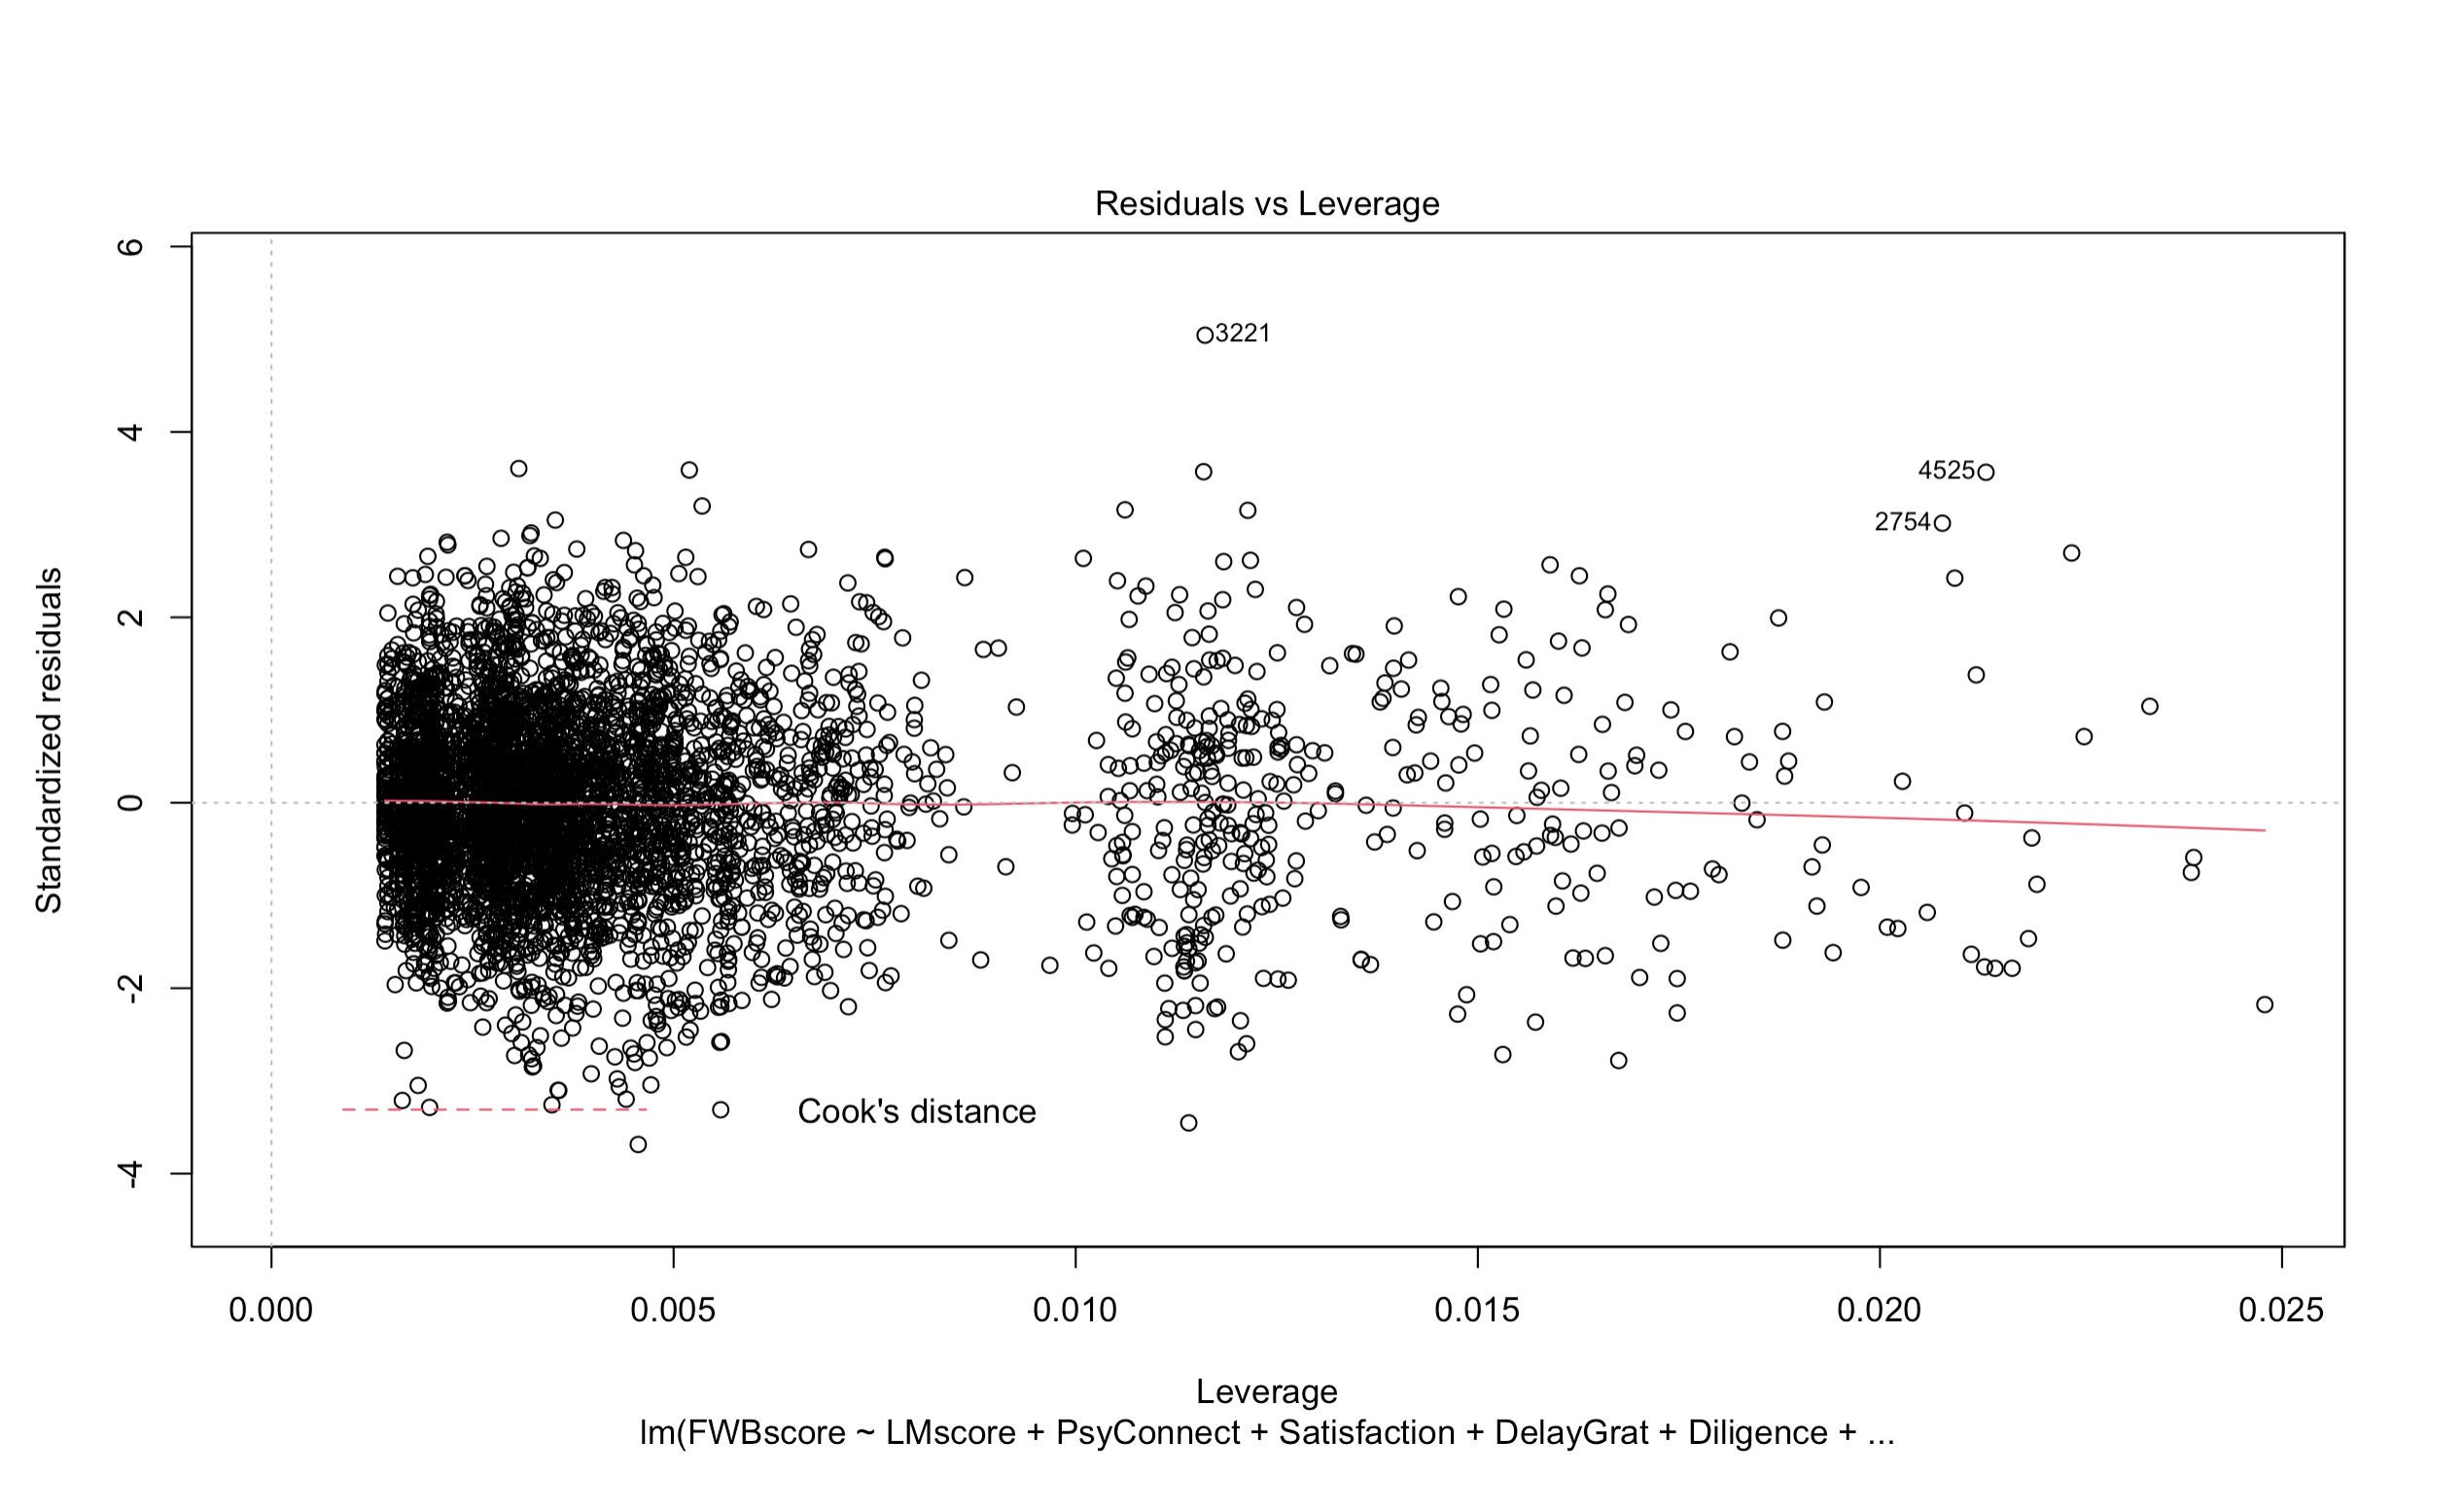 Residuals vs Leverage
Standardized residuals
6
4
2
0
-2
-4
3221
4525
2754
Cook's distance
0.000 0.005 0.010 0.015 0.020 0.025
Leverage
lm(FWBscore ~ LMscore + PsyConnect + Satisfaction + DelayGrat + Diligence + ...